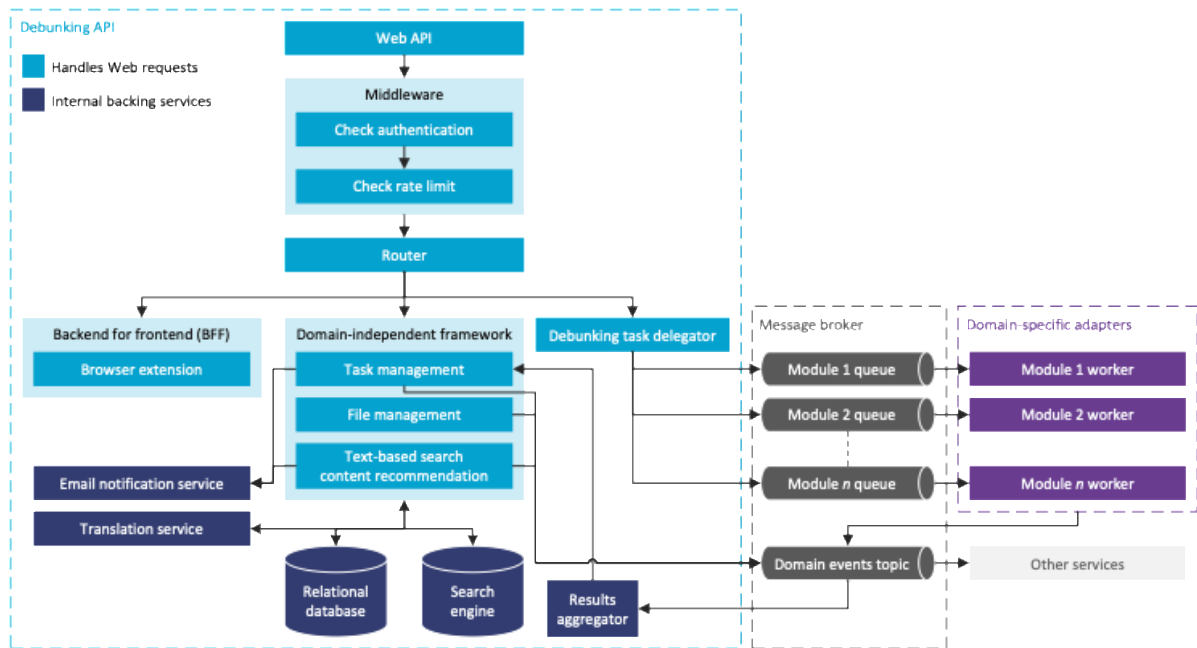 Debunking API
Handles Web requests
Internal backing services
Web API
Middleware
Check authentication
Check rate limit
Router
Backend for frontend (BFF)
Browser extension
Domain-independent framework
Task management
File management
Text-based search
content recommendation
Debunking task delegator
Message broker
Module 1 queue
Module 2 queue
Module n queue
Domain events topic
Domain-specific adapters
Module 1 worker
Module 2 worker
Module n worker
Other services
Email notification service
Translation service
Relational
database
Search
engine
Results
aggregator